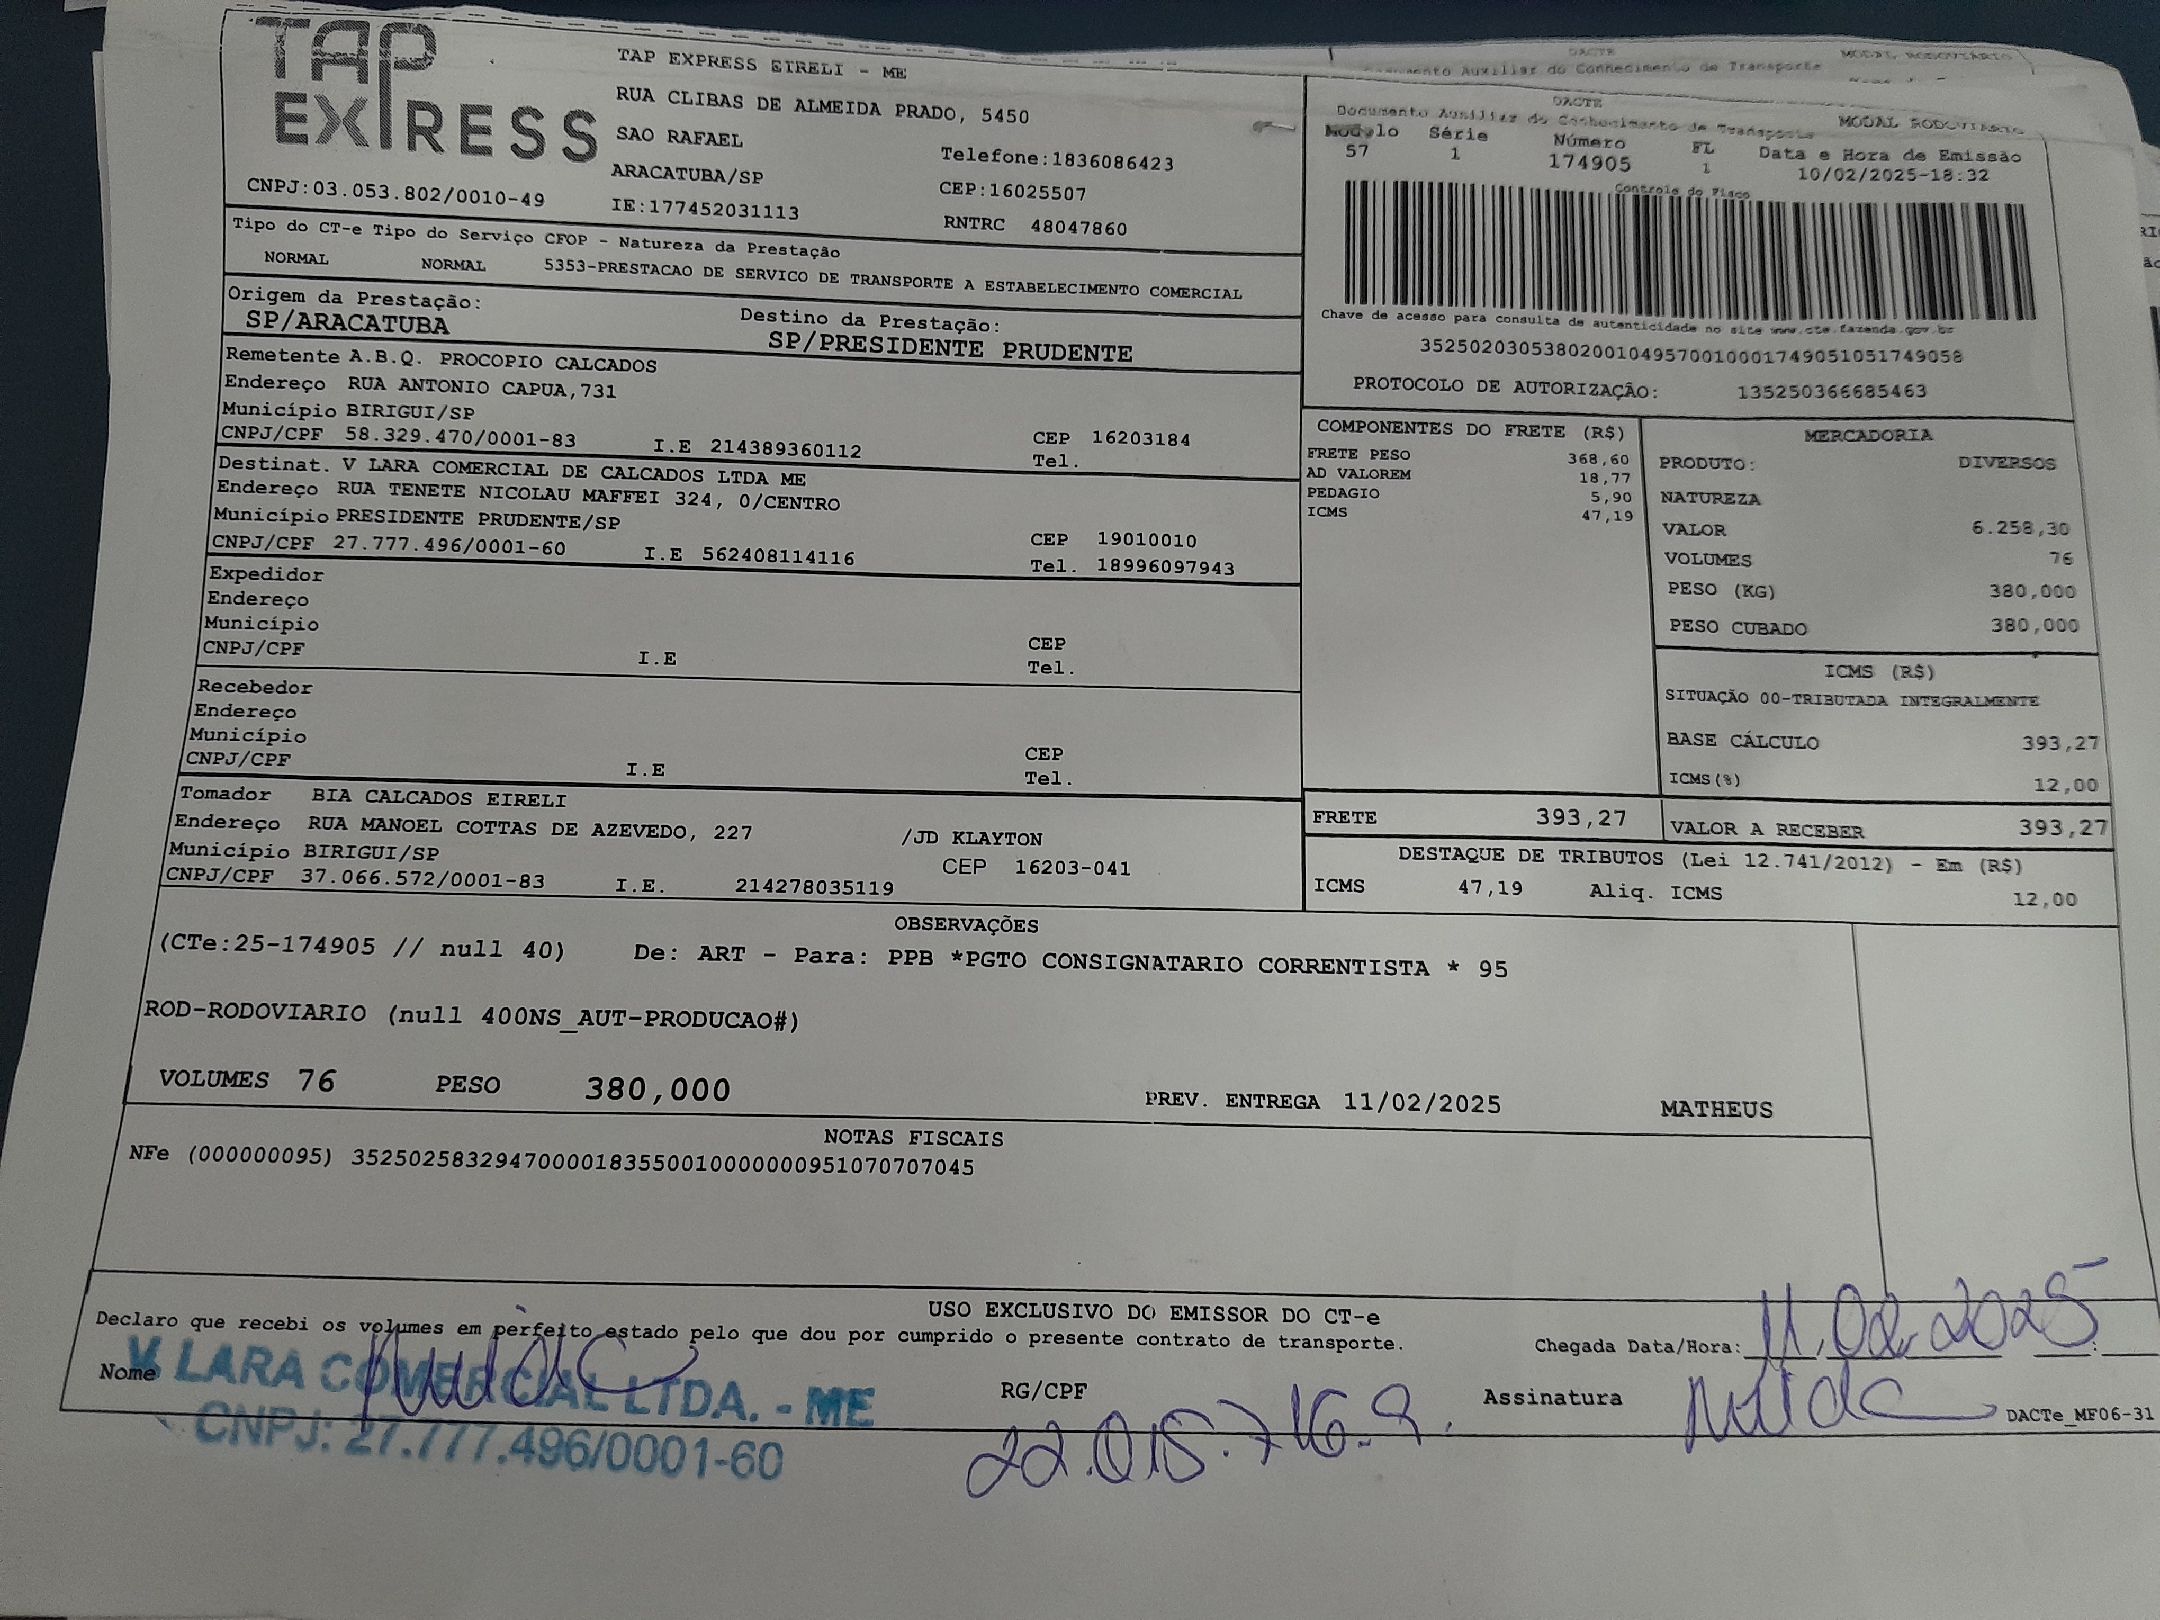 TAP EXPRESS
TAP EXPRESS EIRELI - ME
RUA CLIBAS DE ALMEIDA PRADO, 5450
SAO RAFAEL
Telefone:1836086423
ARACATUBA/SP
CEP:16025507
CNPJ:03.053.802/0010-49
IE:177452031113
RNTRC 48047860
DACTE
MODAL RODOVIÁRIO
Documento Auxiliar do Conhecimento de Transporte
DACTE
Documento Auxiliar do Conhecimento de Transporte
MODAL RODOVIÁRIO
Modelo Série Número FL Data e Hora de Emissão
57 1 174905 1 10/02/2025-18:32
Controle do Fisco
Chave de acesso para consulta de autenticidade no site www.cte.fazenda.gov.br
35250203053802001049570010001749051051749058
PROTOCOLO DE AUTORIZAÇÃO: 135250366685463
Tipo do CT-e Tipo do Serviço CFOP - Natureza da Prestação
NORMAL NORMAL 5353-PRESTACAO DE SERVICO DE TRANSPORTE A ESTABELECIMENTO COMERCIAL
Origem da Prestação: Destino da Prestação:
SP/ARACATUBA SP/PRESIDENTE PRUDENTE
Remetente A.B.Q. PROCOPIO CALCADOS
Endereço RUA ANTONIO CAPUA,731
Município BIRIGUI/SP
CNPJ/CPF 58.329.470/0001-83 I.E 214389360112 CEP 16203184
Tel.
Destinat. V LARA COMERCIAL DE CALCADOS LTDA ME
Endereço RUA TENETE NICOLAU MAFFEI 324, 0/CENTRO
Município PRESIDENTE PRUDENTE/SP
CEP 19010010
CNPJ/CPF 27.777.496/0001-60 I.E 562408114116 Tel. 18996097943
Expedidor
Endereço
Município
CEP
CNPJ/CPF I.E Tel.
Recebedor
Endereço
Município
CEP
CNPJ/CPF I.E Tel.
Tomador BIA CALCADOS EIRELI
Endereço RUA MANOEL COTTAS DE AZEVEDO, 227 /JD KLAYTON
Município BIRIGUI/SP CEP 16203-041
CNPJ/CPF 37.066.572/0001-83 I.E. 214278035119
COMPONENTES DO FRETE (R$)
FRETE PESO 368,60
AD VALOREM 18,77
PEDAGIO 5,90
ICMS 47,19
MERCADORIA
PRODUTO: DIVERSOS
NATUREZA
VALOR 6.258,30
VOLUMES 76
PESO (KG) 380,000
PESO CUBADO 380,000
ICMS (R$)
SITUAÇÃO 00-TRIBUTADA INTEGRALMENTE
BASE CÁLCULO 393,27
ICMS(%) 12,00
FRETE 393,27 VALOR A RECEBER 393,27
DESTAQUE DE TRIBUTOS (Lei 12.741/2012) - Em (R$)
ICMS 47,19 Aliq. ICMS 12,00
OBSERVAÇÕES
(CTe:25-174905 // null 40) De: ART - Para: PPB *PGTO CONSIGNATARIO CORRENTISTA * 95
ROD-RODOVIARIO (null 400NS_AUT-PRODUCAO#)
VOLUMES 76 PESO 380,000 PREV. ENTREGA 11/02/2025 MATHEUS
NOTAS FISCAIS
NFe (000000095) 35250258329470000183550010000000951070707045
USO EXCLUSIVO DO EMISSOR DO CT-e
Declaro que recebi os volumes em perfeito estado pelo que dou por cumprido o presente contrato de transporte.
Chegada Data/Hora: 11.02.2025
Nome RG/CPF 22.015.716.9. Assinatura
DACTe_MF06-31
V LARA COMERCIAL LTDA. - ME
CNPJ: 27.777.496/0001-60